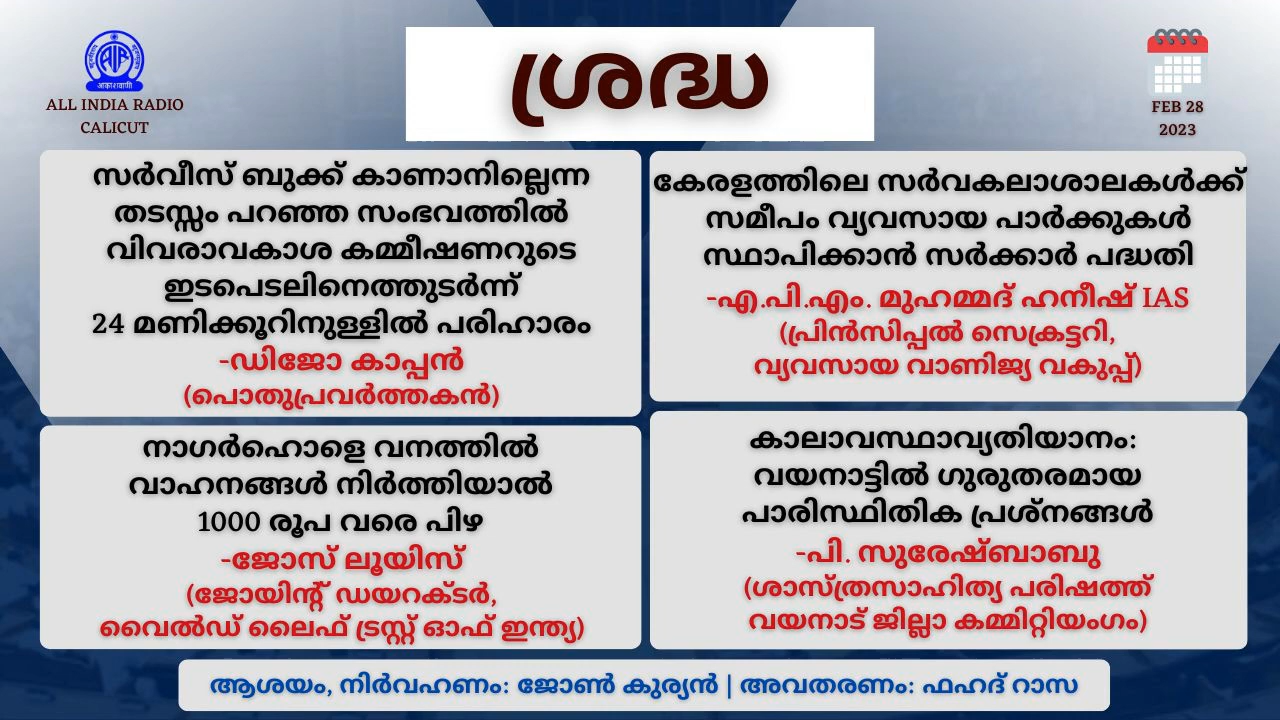 ALL INDIA RADIO
CALICUT
ശ്രദ്ധ
FEB 28
2023
സർവീസ് ബുക്ക് കാണാനില്ലെന്ന
തടസ്സം പറഞ്ഞ സംഭവത്തിൽ
വിവരാവകാശ കമ്മീഷണറുടെ
ഇടപെടലിനെത്തുടർന്ന്
24 മണിക്കൂറിനുള്ളിൽ പരിഹാരം
-ഡിജോ കാപ്പൻ
(പൊതുപ്രവർത്തകൻ)
കേരളത്തിലെ സർവകലാശാലകൾക്ക്
സമീപം വ്യവസായ പാർക്കുകൾ
സ്ഥാപിക്കാൻ സർക്കാർ പദ്ധതി
-എ.പി.എം. മുഹമ്മദ് ഹനീഷ് IAS
(പ്രിൻസിപ്പൽ സെക്രട്ടറി,
വ്യവസായ വാണിജ്യ വകുപ്പ്)
നാഗർഹൊളെ വനത്തിൽ
വാഹനങ്ങൾ നിർത്തിയാൽ
1000 രൂപ വരെ പിഴ
-ജോസ് ലൂയിസ്
(ജോയിന്റ് ഡയറക്ടർ,
വൈൽഡ് ലൈഫ് ട്രസ്റ്റ് ഓഫ് ഇന്ത്യ)
കാലാവസ്ഥാവ്യതിയാനം:
വയനാട്ടിൽ ഗുരുതരമായ
പാരിസ്ഥിതിക പ്രശ്നങ്ങൾ
-പി. സുരേഷ്ബാബു
(ശാസ്ത്രസാഹിത്യ പരിഷത്ത്
വയനാട് ജില്ലാ കമ്മിറ്റിയംഗം)
ആശയം, നിർവഹണം: ജോൺ കുര്യൻ | അവതരണം: ഫഹദ് റാസ